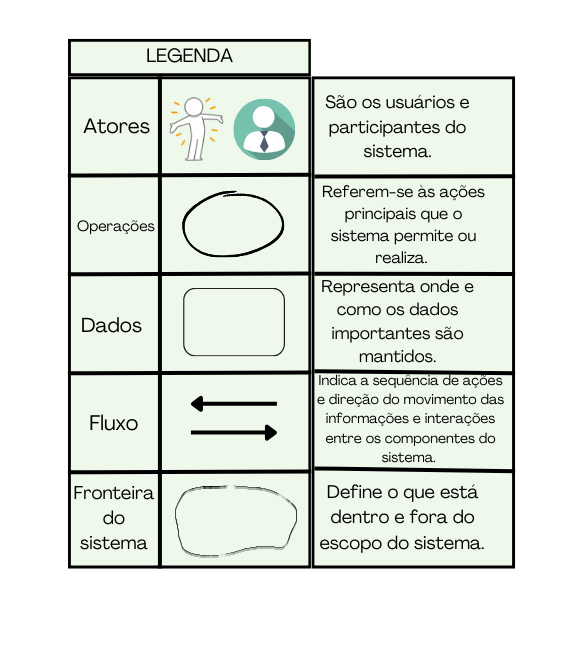 LEGENDA
Atores
São os usuários e
participantes do
sistema.
Operações
Referem-se às ações
principais que o
sistema permite ou
realiza.
Dados
Representa onde e
como os dados
importantes são
mantidos.
Fluxo
Indica a sequência de ações
e direção do movimento das
informações e interações
entre os componentes do
sistema.
Fronteira
do
sistema
Define o que está
dentro e fora do
escopo do sistema.